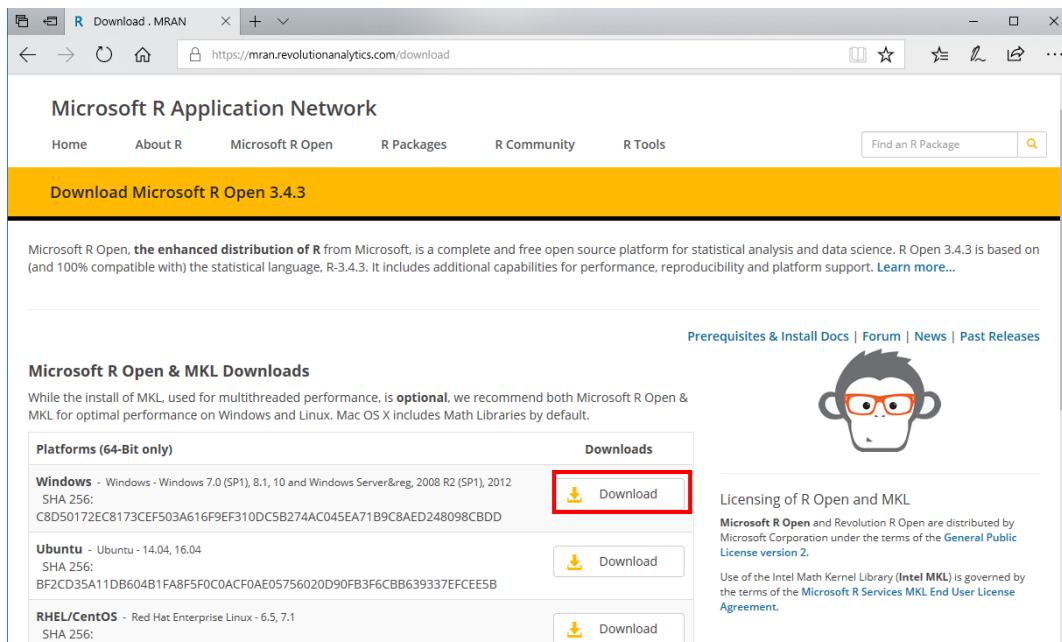 R Download . MRAN
https://mran.revolutionanalytics.com/download
Microsoft R Application Network
Home About R Microsoft R Open R Packages R Community R Tools Find an R Package
Download Microsoft R Open 3.4.3
Microsoft R Open, the enhanced distribution of R from Microsoft, is a complete and free open source platform for statistical analysis and data science. R Open 3.4.3 is based on
(and 100% compatible with) the statistical language, R-3.4.3. It includes additional capabilities for performance, reproducibility and platform support. Learn more...
Prerequisites & Install Docs | Forum | News | Past Releases
Microsoft R Open & MKL Downloads
While the install of MKL, used for multithreaded performance, is optional, we recommend both Microsoft R Open &
MKL for optimal performance on Windows and Linux. Mac OS X includes Math Libraries by default.
Platforms (64-Bit only) Downloads
Windows - Windows - Windows 7.0 (SP1), 8.1, 10 and Windows Server&reg, 2008 R2 (SP1), 2012
SHA 256:
C8D50172EC8173CEF503A616F9EF310DC5B274AC045EA71B9C8AED248098CBDD
Download
Ubuntu - Ubuntu - 14.04, 16.04
SHA 256:
BF2CD35A11DB604B1FA8F5F0C0ACF0AE05756020D90FB3F6CBB639337EFCEE5B
Download
RHEL/CentOS - Red Hat Enterprise Linux - 6.5, 7.1
SHA 256:
Download
Licensing of R Open and MKL
Microsoft R Open and Revolution R Open are distributed by
Microsoft Corporation under the terms of the General Public
License version 2.
Use of the Intel Math Kernel Library (Intel MKL) is governed by
the terms of the Microsoft R Services MKL End User License
Agreement.